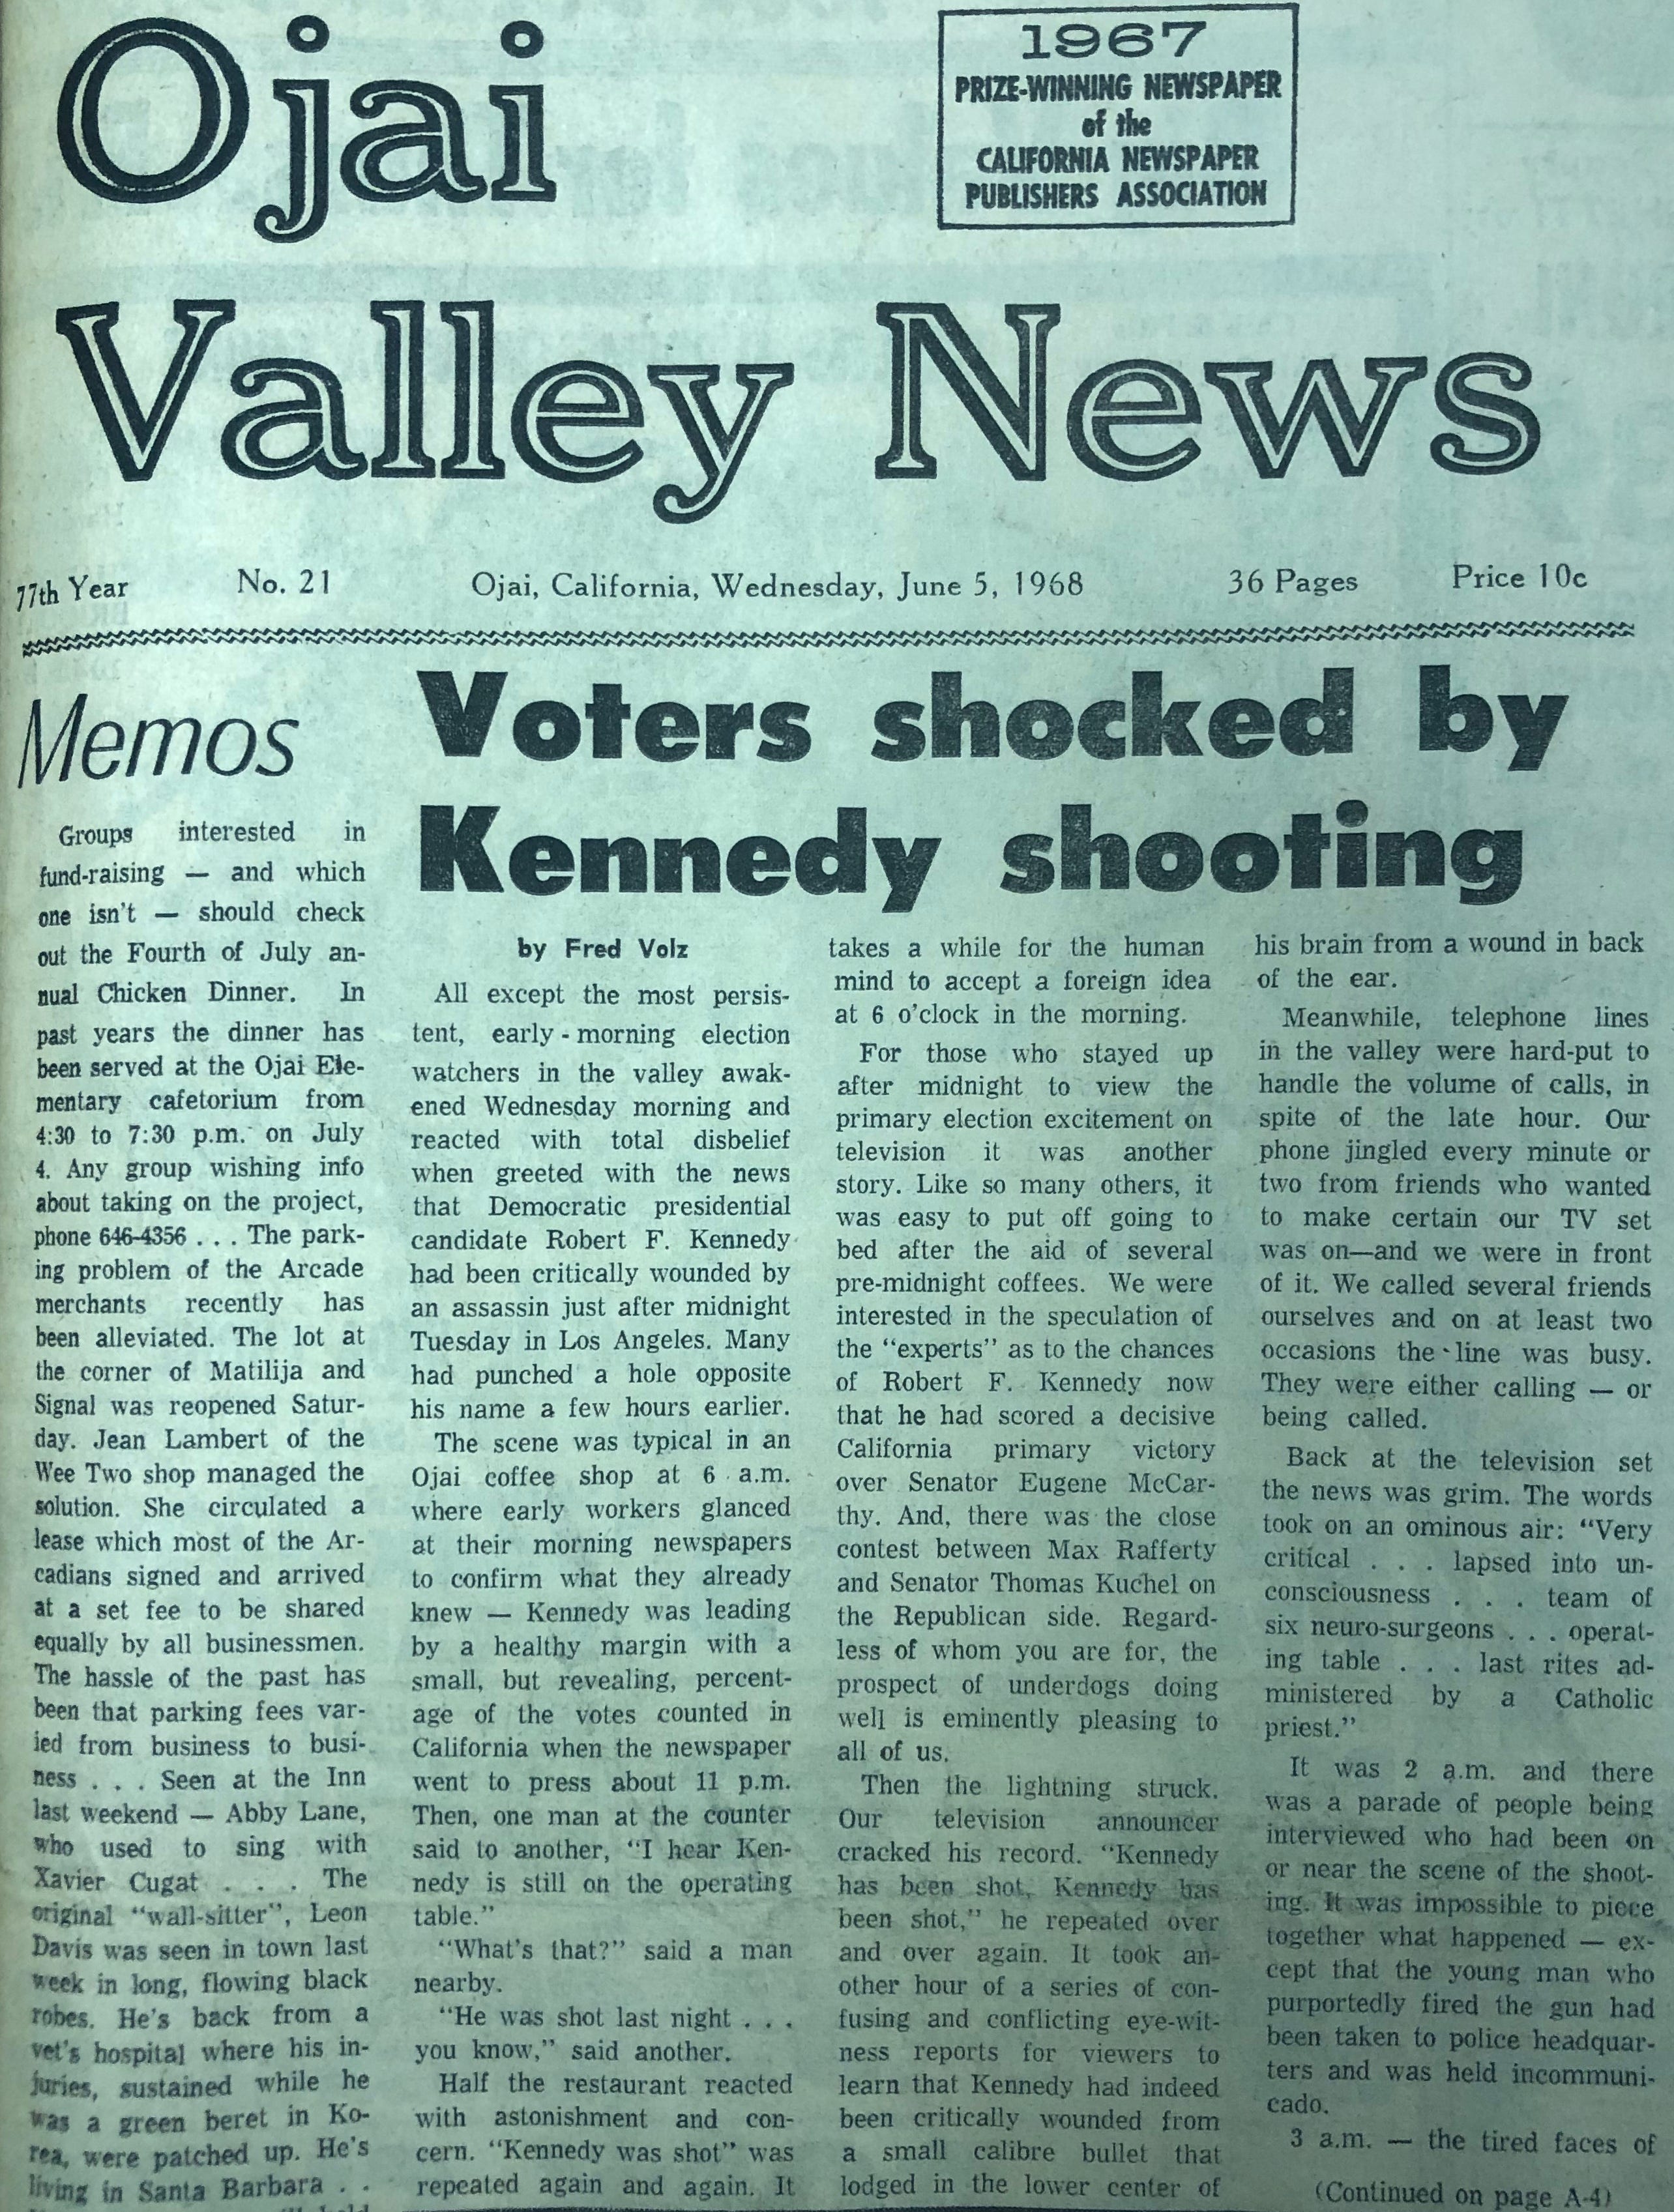 Ojai
Valley News
1967
PRIZE-WINNING NEWSPAPER
of the
CALIFORNIA NEWSPAPER
PUBLISHERS ASSOCIATION
77th Year No. 21 Ojai, California, Wednesday, June 5, 1968 36 Pages Price 10c
Memos
Groups interested in
fund-raising — and which
one isn't — should check
out the Fourth of July an-
nual Chicken Dinner. In
past years the dinner has
been served at the Ojai Ele-
mentary cafetorium from
4:30 to 7:30 p.m. on July
4. Any group wishing info
about taking on the project,
phone 646-4356 . . . The park-
ing problem of the Arcade
merchants recently has
been alleviated. The lot at
the corner of Matilija and
Signal was reopened Satur-
day. Jean Lambert of the
Wee Two shop managed the
solution. She circulated a
lease which most of the Ar-
cadians signed and arrived
at a set fee to be shared
equally by all businessmen.
The hassle of the past has
been that parking fees var-
ied from business to busi-
ness . . . Seen at the Inn
last weekend — Abby Lane,
who used to sing with
Xavier Cugat . . . The
original "wall-sitter", Leon
Davis was seen in town last
week in long, flowing black
robes. He's back from a
vet's hospital where his in-
juries, sustained while he
was a green beret in Ko-
rea, were patched up. He's
living in Santa Barbara . .
Voters shocked by
Kennedy shooting
by Fred Volz
All except the most persis-
tent, early-morning election
watchers in the valley awak-
ened Wednesday morning and
reacted with total disbelief
when greeted with the news
that Democratic presidential
candidate Robert F. Kennedy
had been critically wounded by
an assassin just after midnight
Tuesday in Los Angeles. Many
had punched a hole opposite
his name a few hours earlier.
The scene was typical in an
Ojai coffee shop at 6 a.m.
where early workers glanced
at their morning newspapers
to confirm what they already
knew — Kennedy was leading
by a healthy margin with a
small, but revealing, percent-
age of the votes counted in
California when the newspaper
went to press about 11 p.m.
Then, one man at the counter
said to another, "I hear Ken-
nedy is still on the operating
table."
"What's that?" said a man
nearby.
"He was shot last night . . .
you know," said another.
Half the restaurant reacted
with astonishment and con-
cern. "Kennedy was shot" was
repeated again and again. It
takes a while for the human
mind to accept a foreign idea
at 6 o'clock in the morning.
For those who stayed up
after midnight to view the
primary election excitement on
television it was another
story. Like so many others, it
was easy to put off going to
bed after the aid of several
pre-midnight coffees. We were
interested in the speculation of
the "experts" as to the chances
of Robert F. Kennedy now
that he had scored a decisive
California primary victory
over Senator Eugene McCar-
thy. And, there was the close
contest between Max Rafferty
and Senator Thomas Kuchel on
the Republican side. Regard-
less of whom you are for, the
prospect of underdogs doing
well is eminently pleasing to
all of us.
Then the lightning struck.
Our television announcer
cracked his record. "Kennedy
has been shot, Kennedy has
been shot," he repeated over
and over again. It took an-
other hour of a series of con-
fusing and conflicting eye-wit-
ness reports for viewers to
learn that Kennedy had indeed
been critically wounded from
a small calibre bullet that
lodged in the lower center of
his brain from a wound in back
of the ear.
Meanwhile, telephone lines
in the valley were hard-put to
handle the volume of calls, in
spite of the late hour. Our
phone jingled every minute or
two from friends who wanted
to make certain our TV set
was on—and we were in front
of it. We called several friends
ourselves and on at least two
occasions the line was busy.
They were either calling — or
being called.
Back at the television set
the news was grim. The words
took on an ominous air: "Very
critical . . . lapsed into un-
consciousness . . . team of
six neuro-surgeons . . . operat-
ing table . . . last rites ad-
ministered by a Catholic
priest."
It was 2 a.m. and there
was a parade of people being
interviewed who had been on
or near the scene of the shoot-
ing. It was impossible to piece
together what happened — ex-
cept that the young man who
purportedly fired the gun had
been taken to police headquar-
ters and was held incommuni-
cado.
3 a.m. — the tired faces of
(Continued on page A-4)